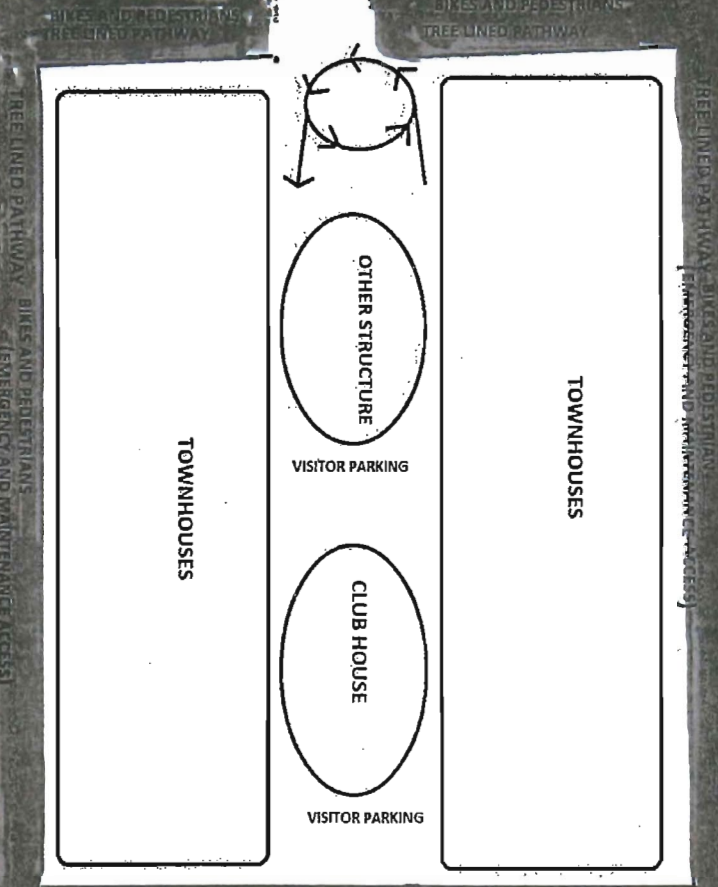 BIKES AND PEDESTRIANS
TREE LINED PATHWAY
BIKES AND PEDESTRIANS
TREE LINED PATHWAY
TREE LINED PATHWAY BIKES AND PEDESTRIANS
[EMERGENCY AND MAINTENANCE ACCESS]
TOWNHOUSES
OTHER STRUCTURE
VISITOR PARKING
CLUB HOUSE
VISITOR PARKING
TOWNHOUSES
TREE LINED PATHWAY BIKES AND PEDESTRIAN
[EMERGENCY AND MAINTENANCE ACCESS]